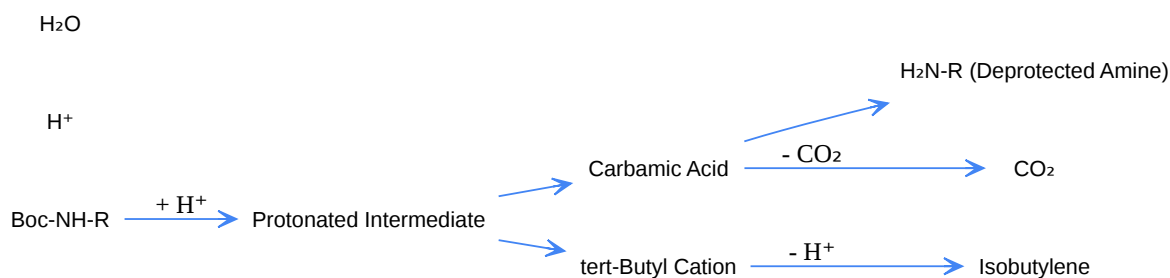 H₂O
H₂N-R (Deprotected Amine)
H⁺
Carbamic Acid
- CO₂
CO₂
Boc-NH-R
+ H⁺
Protonated Intermediate
tert-Butyl Cation
- H⁺
Isobutylene